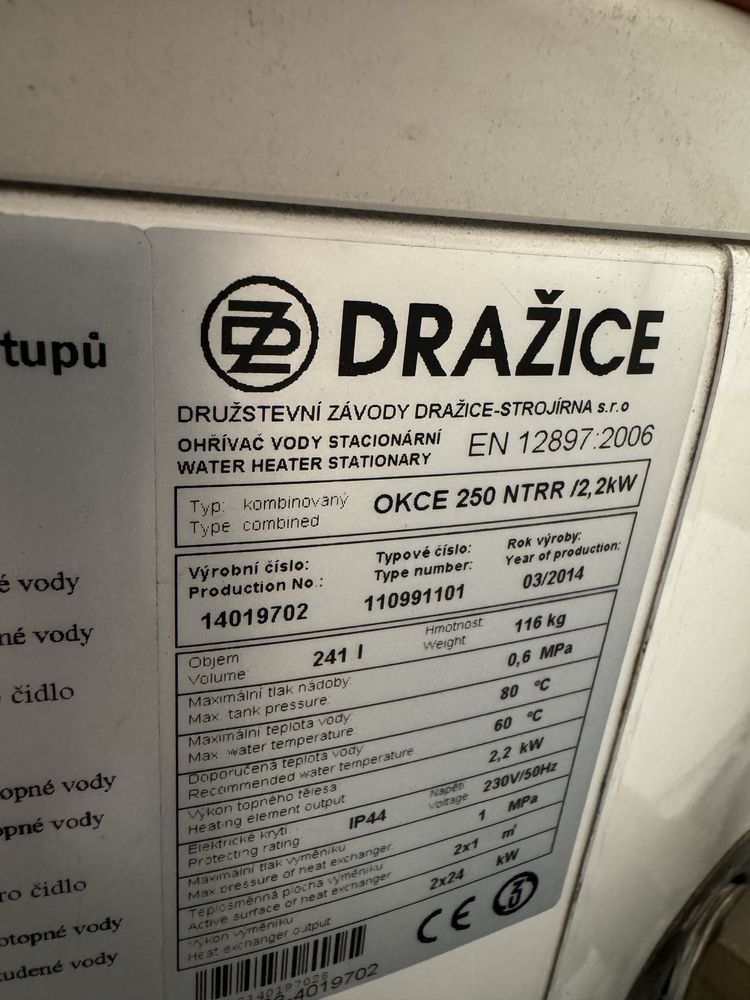 tupů
é vody
né vody
o čidlo
opné vody
opné vody
ro čidlo
otopné vody
tudené vody
DRAŽICE
DRUŽSTEVNÍ ZÁVODY DRAŽICE-STROJÍRNA s.r.o
OHŘÍVAČ VODY STACIONÁRNÍ EN 12897:2006
WATER HEATER STATIONARY
Typ: kombinovaný OKCE 250 NTRR /2,2kW
Type: combined
Výrobní číslo: Typové číslo: Rok výroby:
Production No.: Type number: Year of production:
14019702 110991101 03/2014
Objem 241 l Hmotnost 116 kg
Volume Weight
Maximální tlak nádoby 0,6 MPa
Max. tank pressure
Maximální teplota vody 80 °C
Max. water temperature
Doporučená teplota vody 60 °C
Recommended water temperature
Výkon topného tělesa 2,2 kW
Heating element output
Elektrické krytí IP44 Napětí 230V/50Hz
Protecting rating Voltage
Maximální tlak výměníku 1 MPa
Max pressure of heat exchanger
Teplosměnná plocha výměníku 2x1 m²
Active surface of heat exchanger
Výkon výměníku 2x24 kW
Heat exchanger output
CE 3
4019702